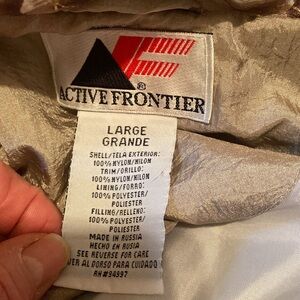 ®
ACTIVE FRONTIER
LARGE
GRANDE
SHELL/TELA EXTERIOR:
100% NYLON/NILON
TRIM/ORILLO:
100% NYLON/NILON
LINING/FORRO:
100% POLYESTER/
POLIESTER
FILLING/RELLENO:
100% POLYESTER/
POLIESTER
MADE IN RUSSIA
HECHO EN RUSIA
SEE REVERSE FOR CARE
VER AL DORSO PARA CUIDADO
RN #94997